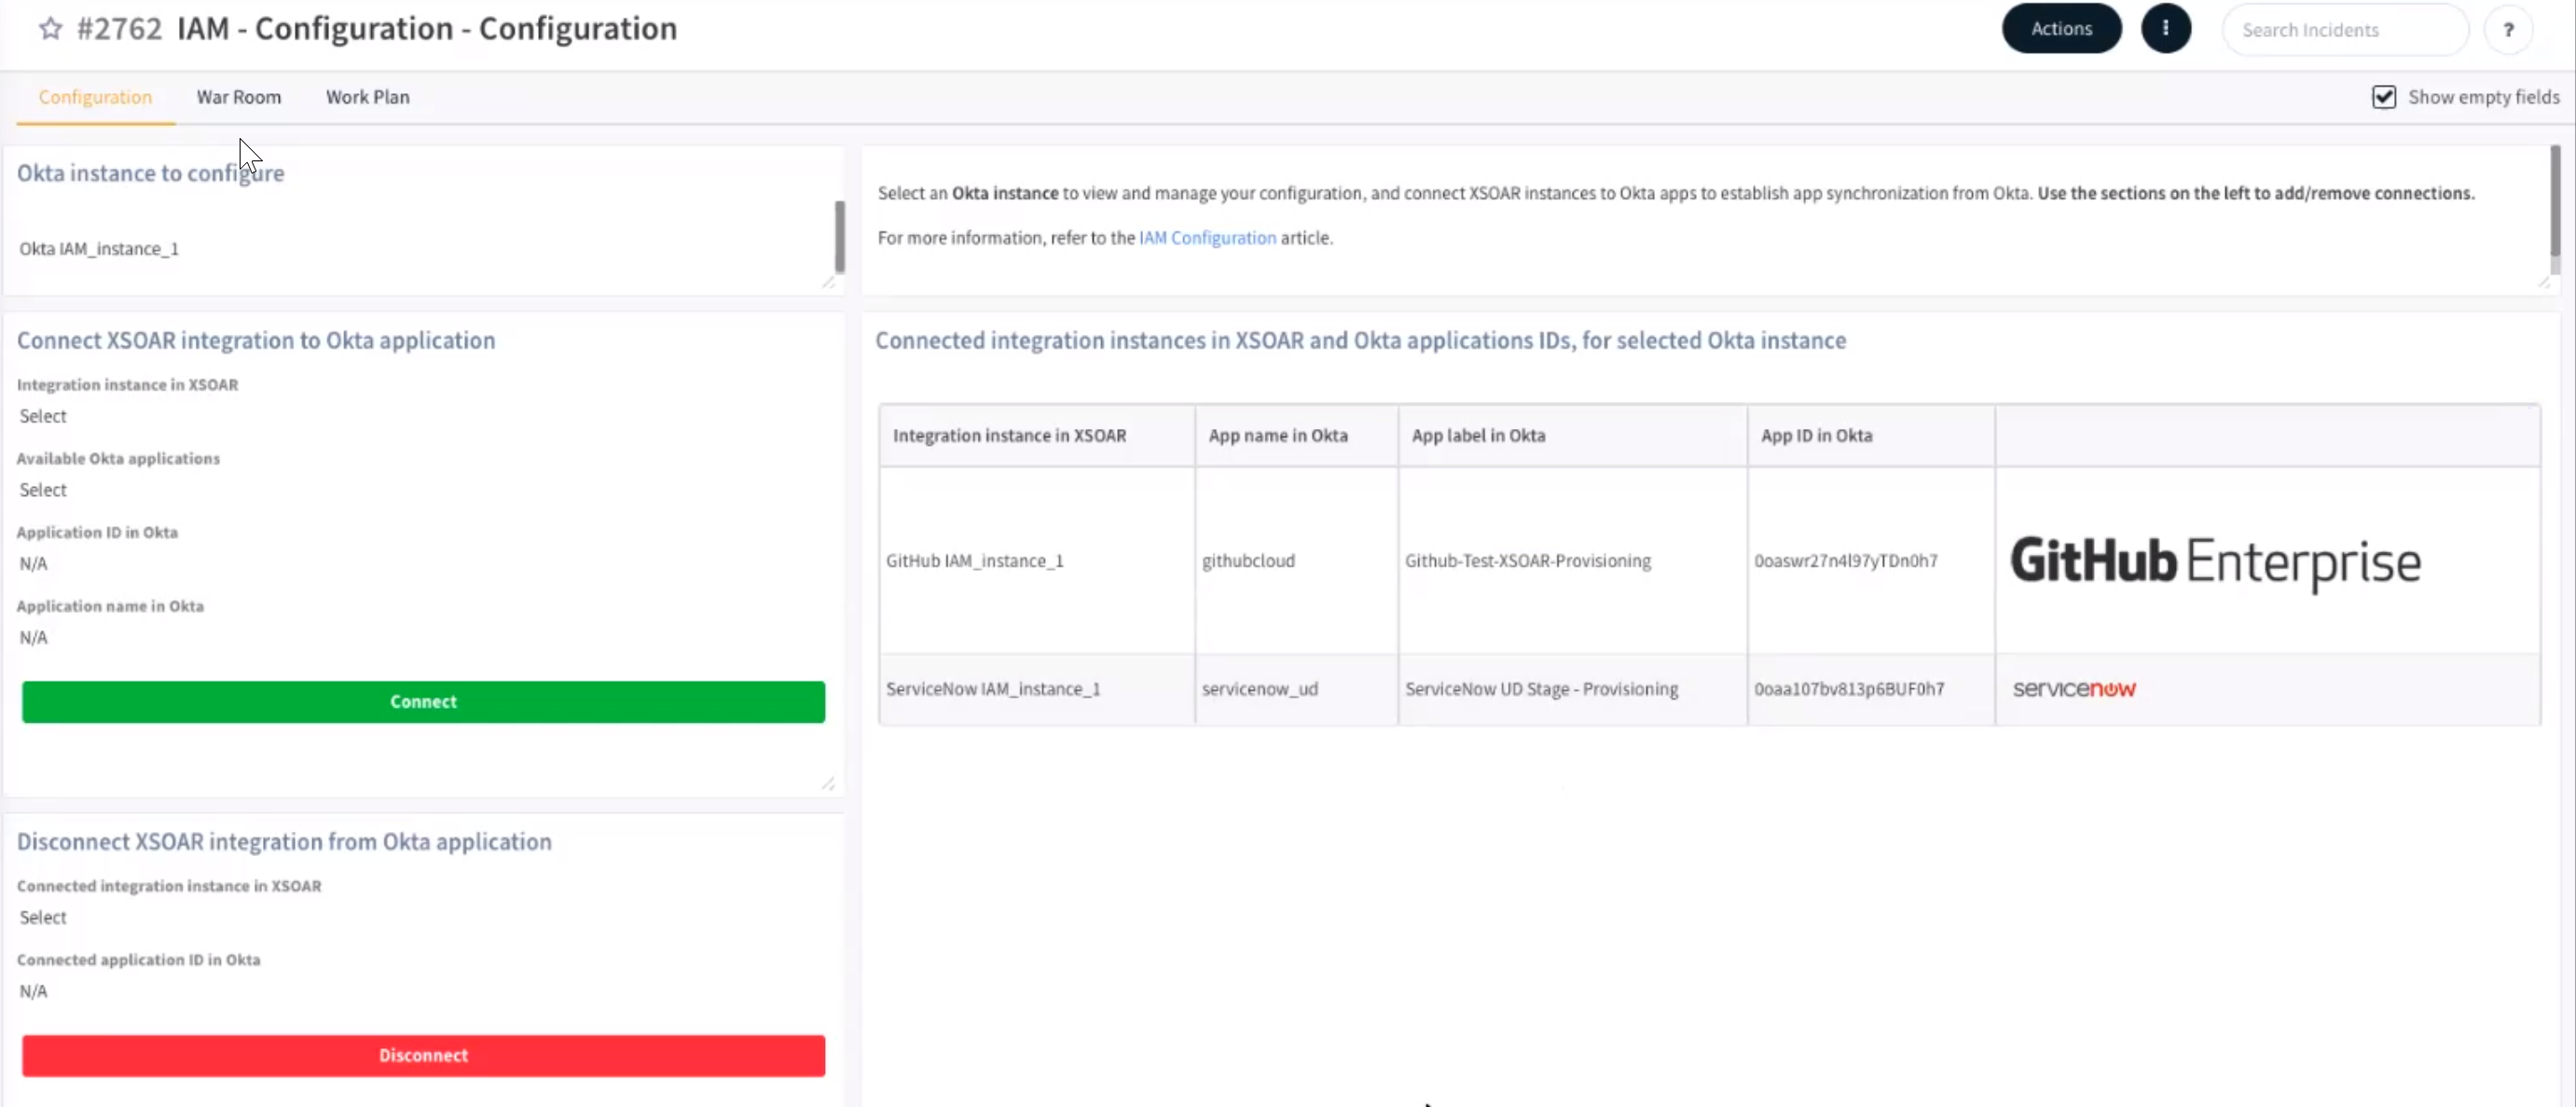 #2762 IAM - Configuration - Configuration
Actions
Search Incidents
?
Configuration
War Room
Work Plan
Show empty fields
Okta instance to configure
Okta IAM_instance_1
Select an Okta instance to view and manage your configuration, and connect XSOAR instances to Okta apps to establish app synchronization from Okta. Use the sections on the left to add/remove connections.
For more information, refer to the IAM Configuration article.
Connect XSOAR integration to Okta application
Integration instance in XSOAR
Select
Available Okta applications
Select
Application ID in Okta
N/A
Application name in Okta
N/A
Connect
Disconnect XSOAR integration from Okta application
Connected integration instance in XSOAR
Select
Connected application ID in Okta
N/A
Disconnect
Connected integration instances in XSOAR and Okta applications IDs, for selected Okta instance
Integration instance in XSOAR App name in Okta App label in Okta App ID in Okta
GitHub IAM_instance_1 githubcloud Github-Test-XSOAR-Provisioning 0oaswr27n4l97yTDn0h7 GitHub Enterprise
ServiceNow IAM_instance_1 servicenow_ud ServiceNow UD Stage - Provisioning 0oaa107bv813p6BUF0h7 servicenow